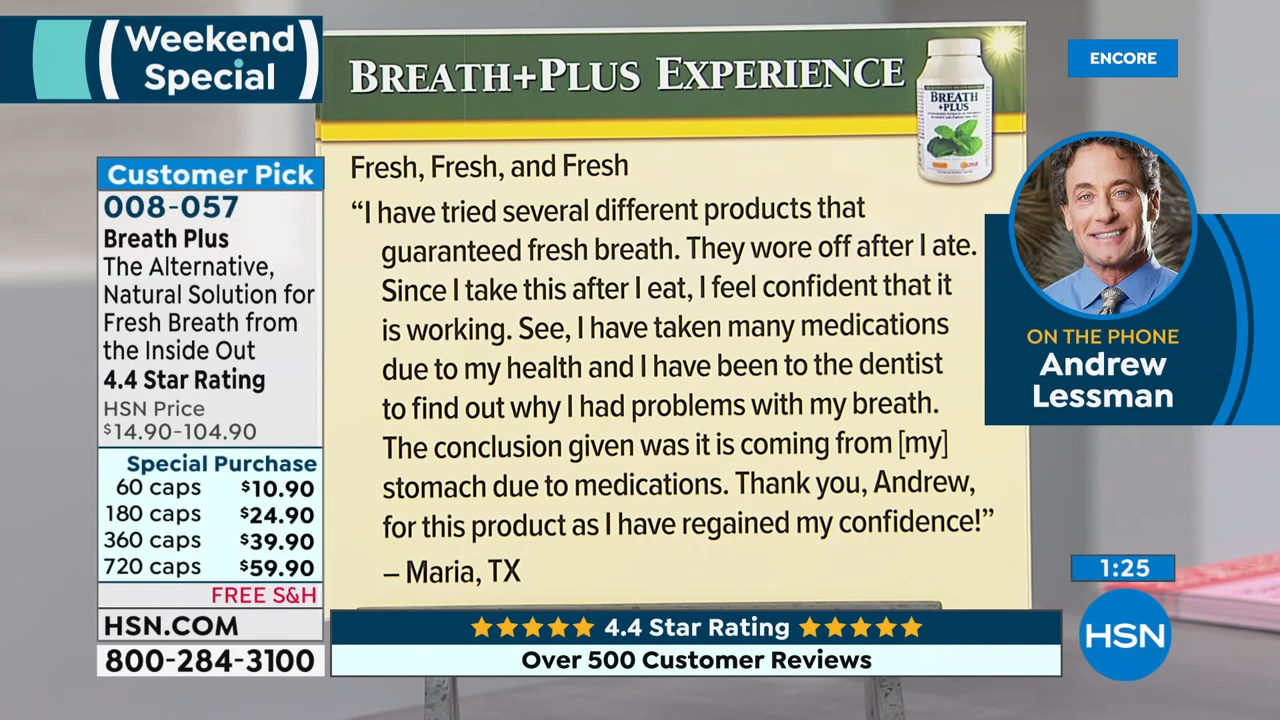 (Weekend Special)
ENCORE
BREATH+PLUS EXPERIENCE
BREATH +PLUS
Fresh, Fresh, and Fresh
“I have tried several different products that
guaranteed fresh breath. They wore off after I ate.
Since I take this after I eat, I feel confident that it
is working. See, I have taken many medications
due to my health and I have been to the dentist
to find out why I had problems with my breath.
The conclusion given was it is coming from [my]
stomach due to medications. Thank you, Andrew,
for this product as I have regained my confidence!”
– Maria, TX
Customer Pick
008-057
Breath Plus
The Alternative,
Natural Solution for
Fresh Breath from
the Inside Out
4.4 Star Rating
HSN Price
$14.90-104.90
Special Purchase
60 caps $10.90
180 caps $24.90
360 caps $39.90
720 caps $59.90
FREE S&H
HSN.COM
800-284-3100
ON THE PHONE
Andrew
Lessman
1:25
HSN
4.4 Star Rating
Over 500 Customer Reviews